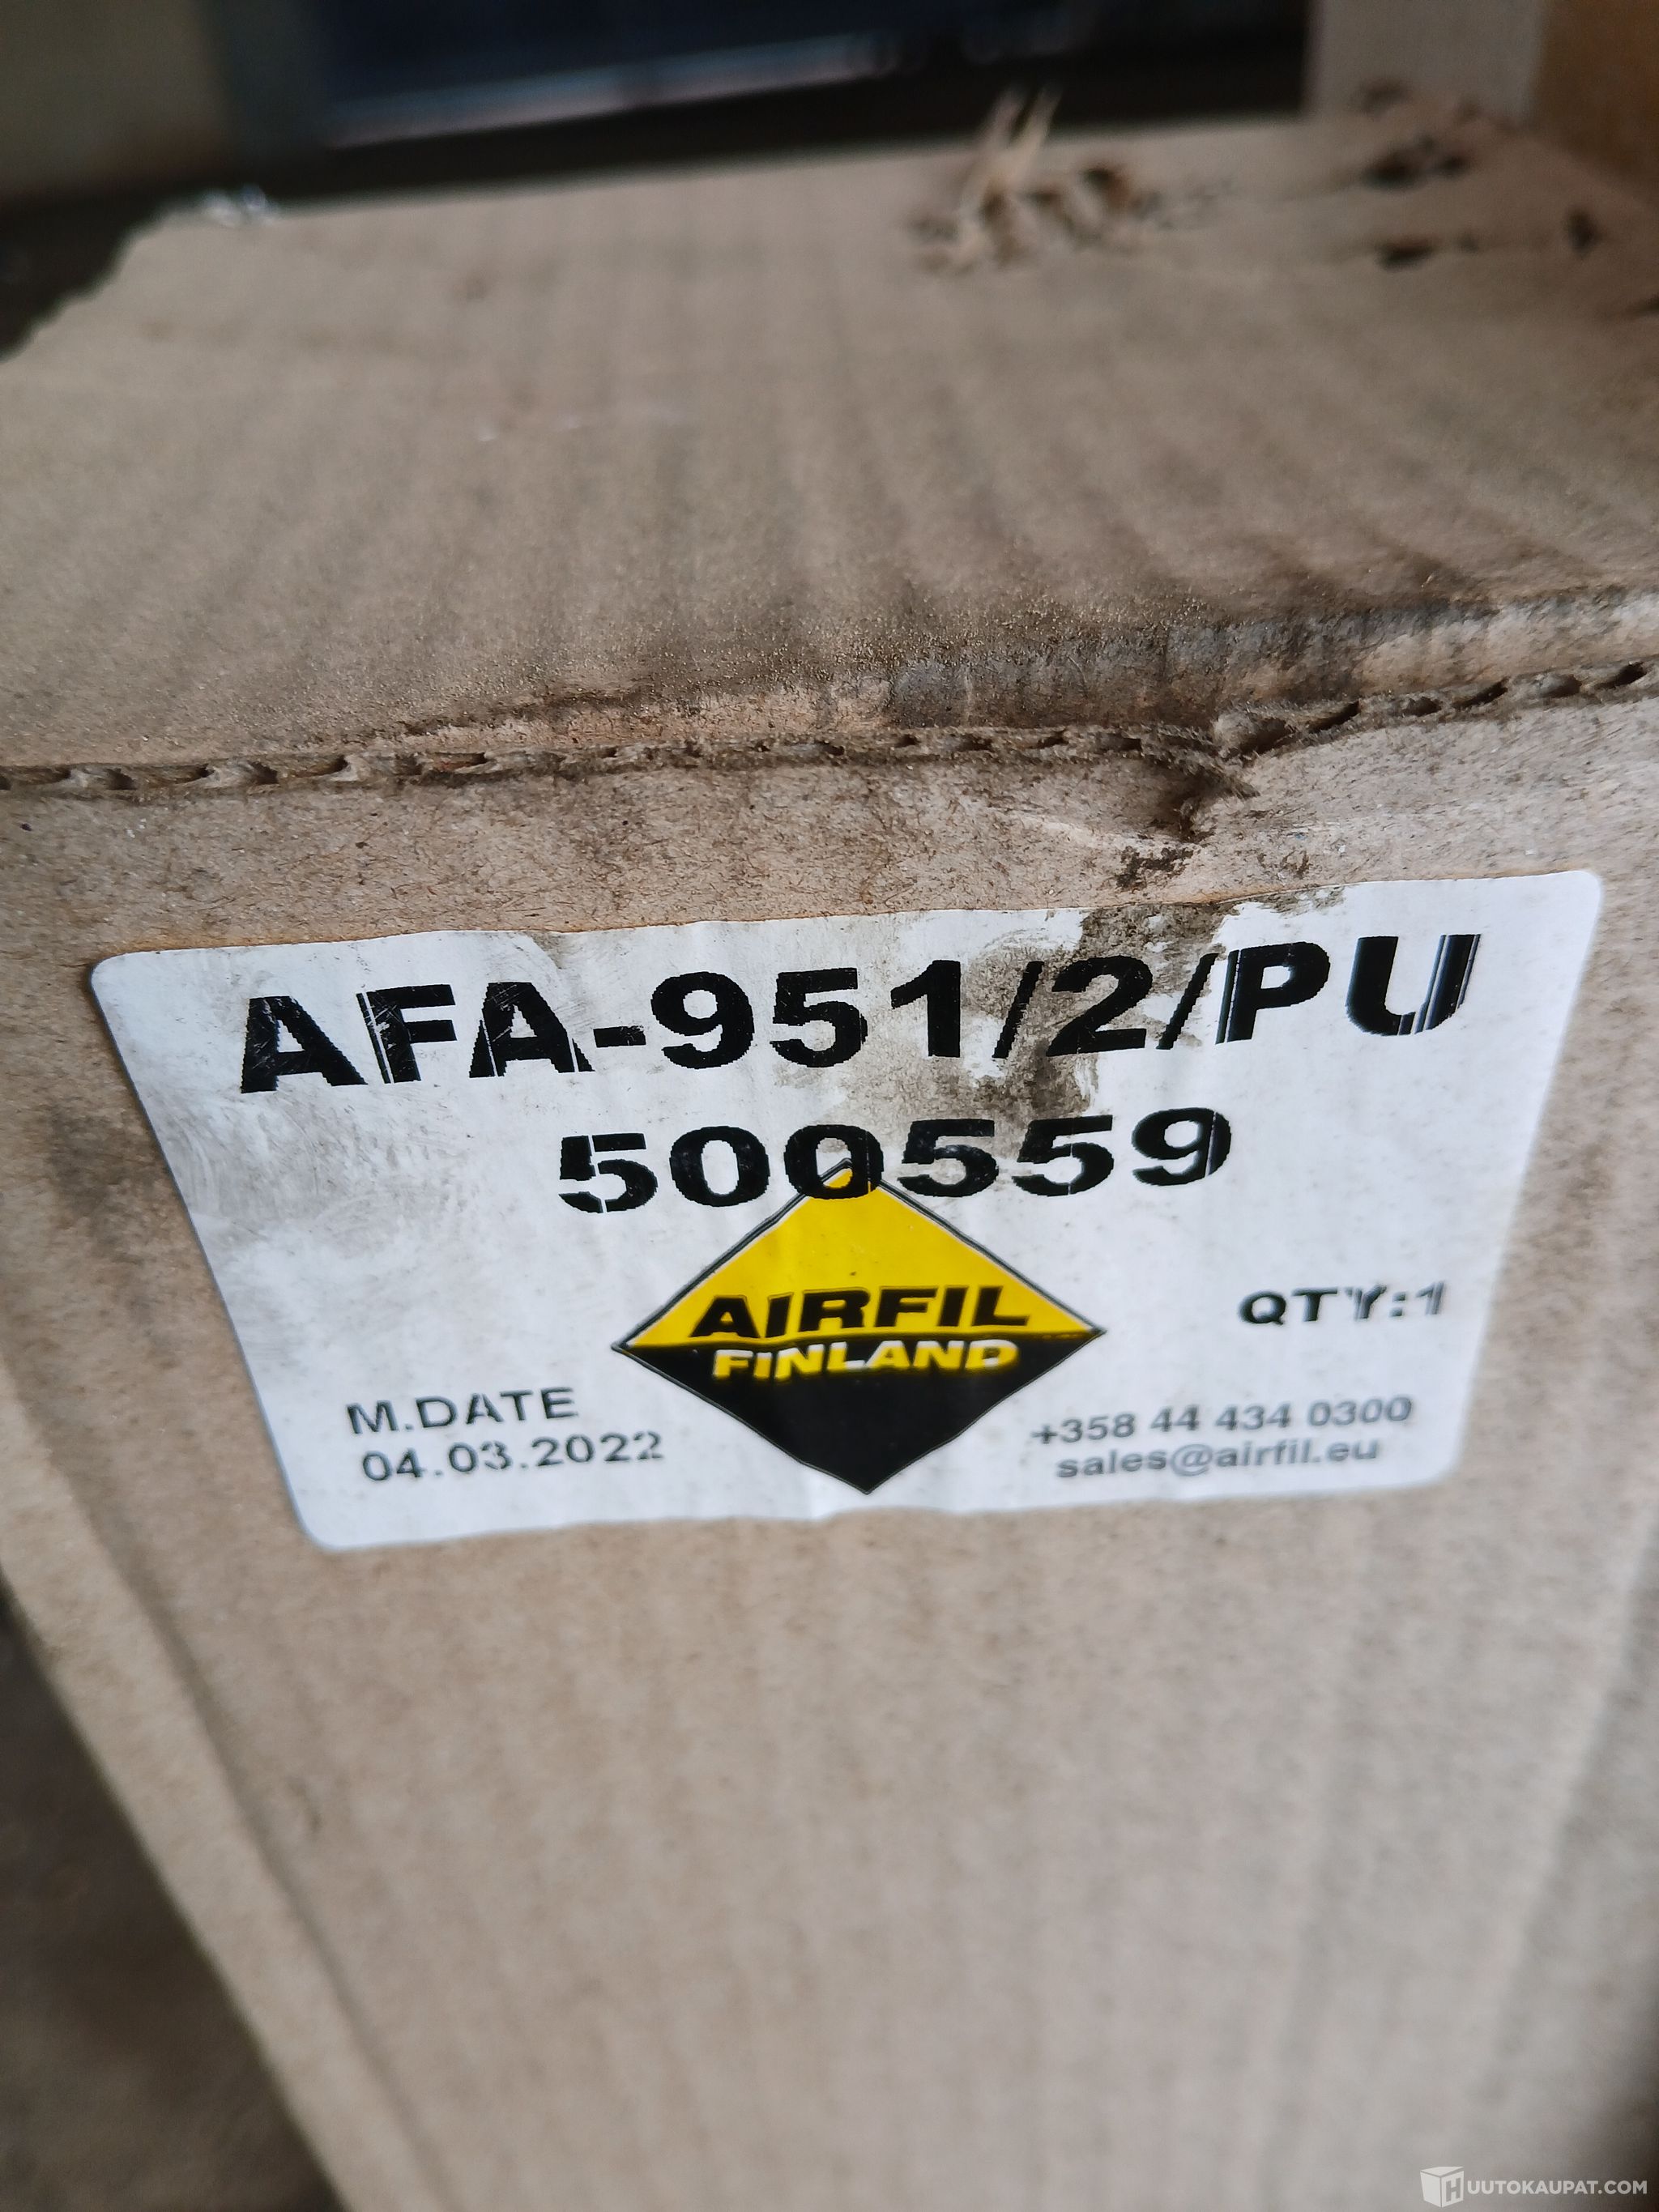 AFA-951/2/PU
500559
AIRFIL
FINLAND
QTY:1
M.DATE
04.03.2022
+358 44 434 0300
sales@airfil.eu
HUUTOKAUPAT.COM